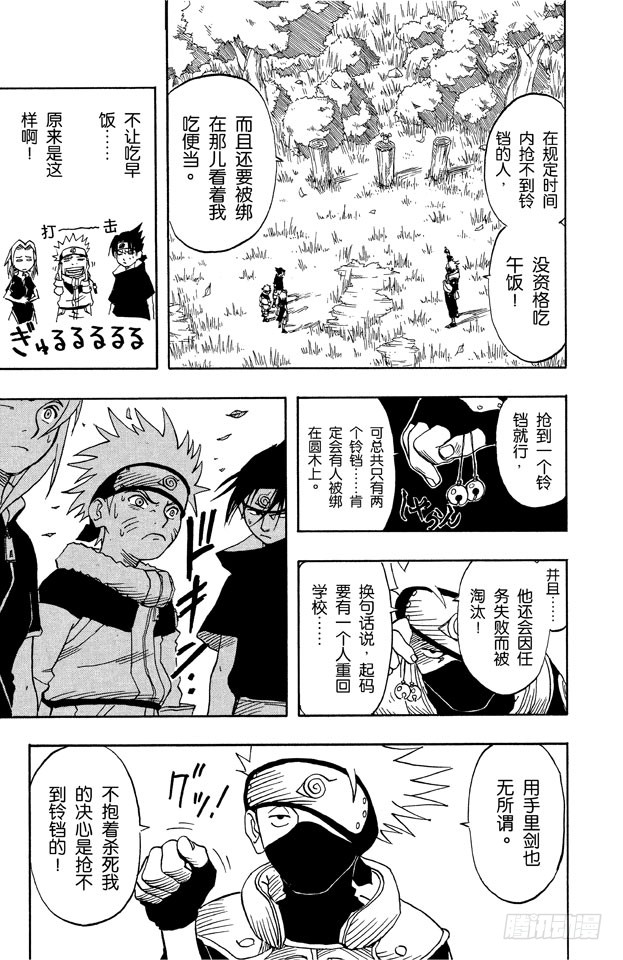 在规定时间
内抢不到铃
铛的人，
没资格吃
午饭！
而且还要被绑
在那儿看着我
吃便当。
不让吃早
饭……
原来是这
样啊！
打——击
ぎゅるるるるる
抢到一个铃
铛就行，
可总共只有两
个铃铛……肯
定会有人被绑
在圆木上。
ドキ…
并且…
他还会因任
务失败而被
淘汰！
换句话说，起码
要有一个人重回
学校……
用手里剑也
无所谓。
グッ!!
不抱着杀死我
的决心是抢不
到铃铛的！
腾讯动漫